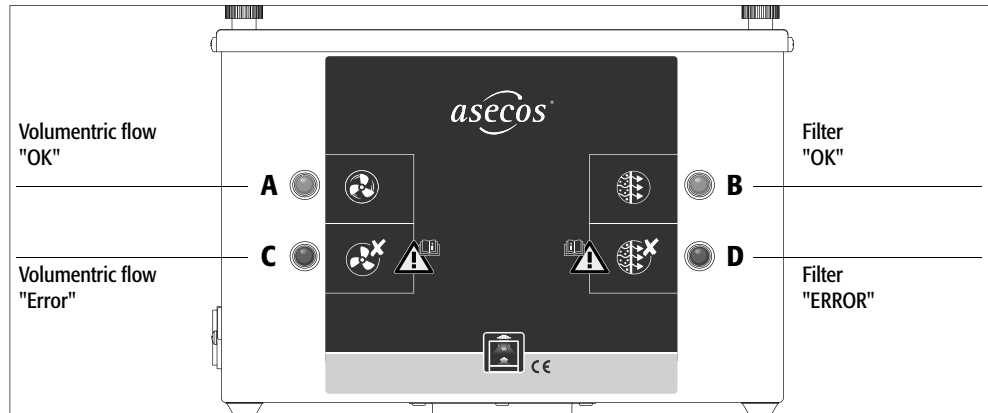 asecos
Volumentric flow
"OK"
Filter
"OK"
A
B
C
D
Volumentric flow
"Error"
Filter
"ERROR"
CE